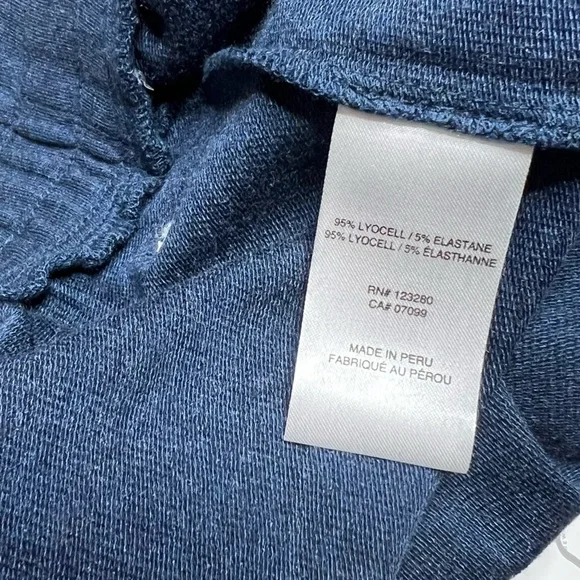 95% LYOCELL / 5% ELASTANE
95% LYOCELL / 5% ÉLASTHANNE
RN# 123280
CA# 07099
MADE IN PERU
FABRIQUÉ AU PÉROU